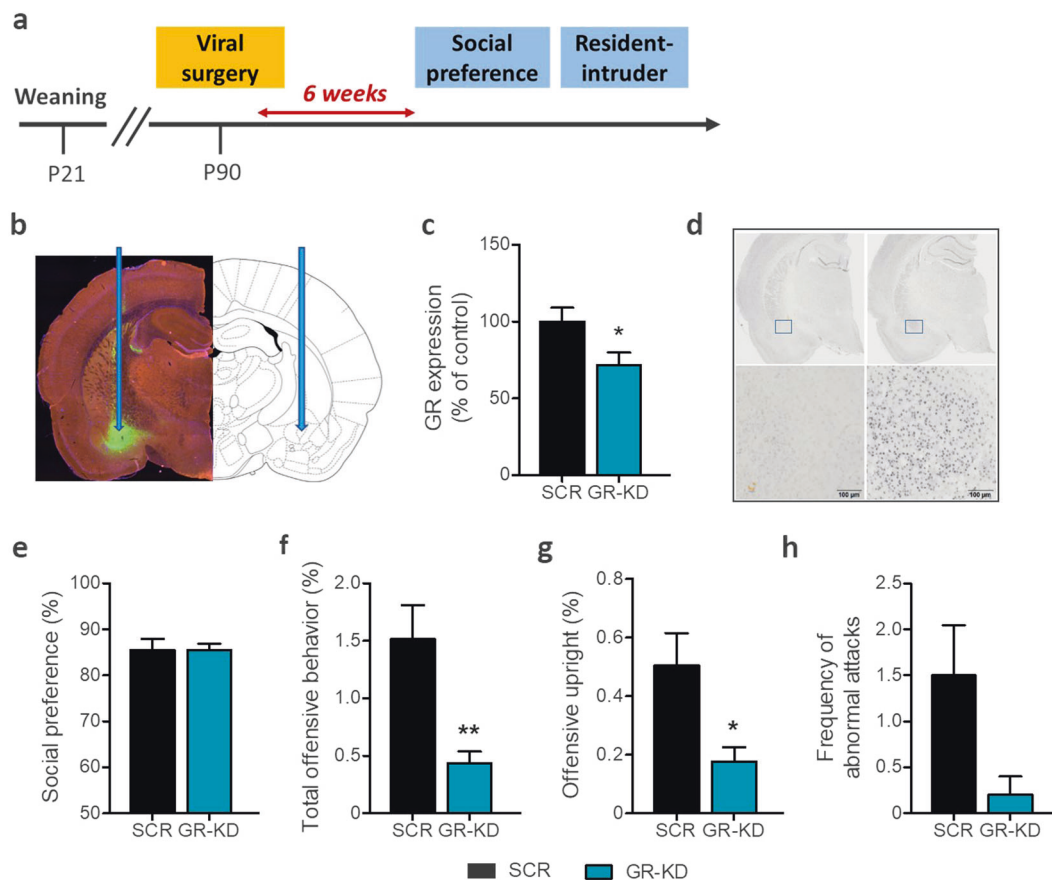 a
Viral
surgery
Social
preference
Resident-
intruder
Weaning
6 weeks
P21
P90
b
c
d
GR expression
(% of control)
150
100
50
0
*
SCR GR-KD
100 µm
100 µm
e
f
g
h
Social preference (%)
100
90
80
70
60
50
SCR GR-KD
Total offensive behavior (%)
2.0
1.5
1.0
0.5
0
**
SCR GR-KD
Offensive upright (%)
0.8
0.6
0.4
0.2
0
*
SCR GR-KD
Frequency of
abnormal attacks
2.5
2.0
1.5
1.0
0.5
0
SCR GR-KD
SCR
GR-KD